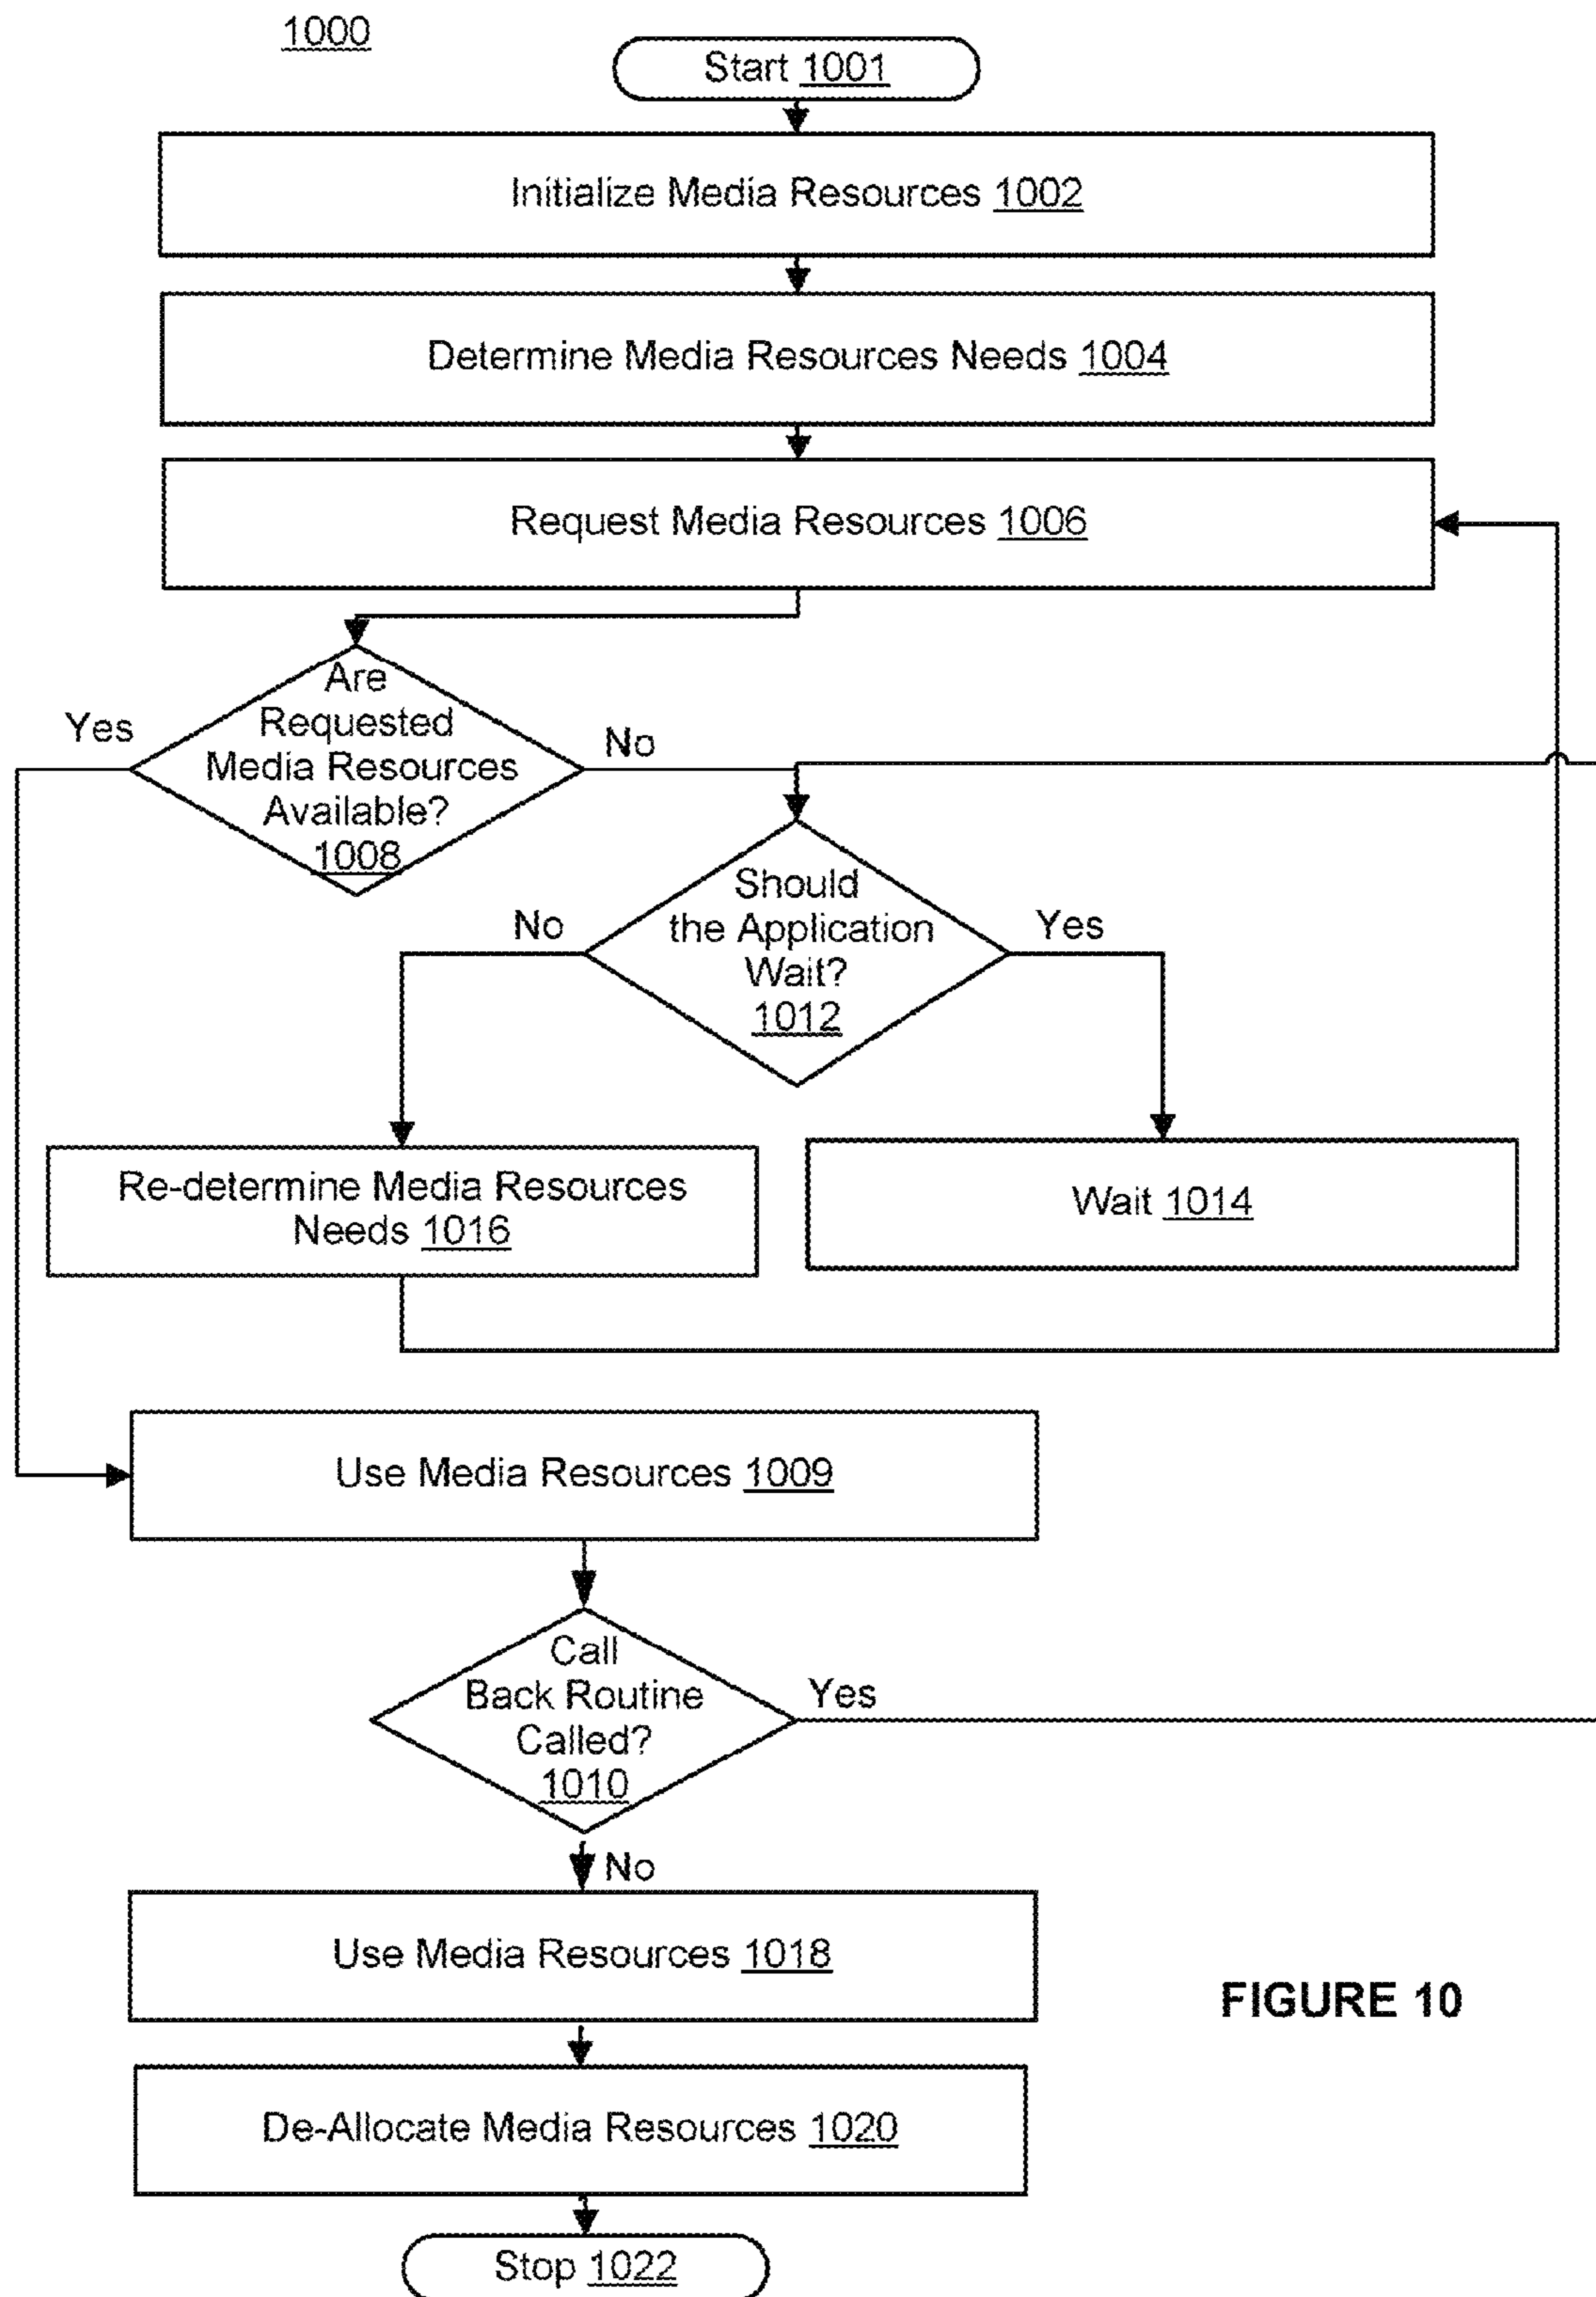 1000
Start 1001
Initialize Media Resources 1002
Determine Media Resources Needs 1004
Request Media Resources 1006
Are
Requested
Media Resources
Available?
1008
Yes
No
Should
the Application
Wait?
1012
No
Yes
Re-determine Media Resources
Needs 1016
Wait 1014
Use Media Resources 1009
Call
Back Routine
Called?
1010
Yes
No
Use Media Resources 1018
FIGURE 10
De-Allocate Media Resources 1020
Stop 1022